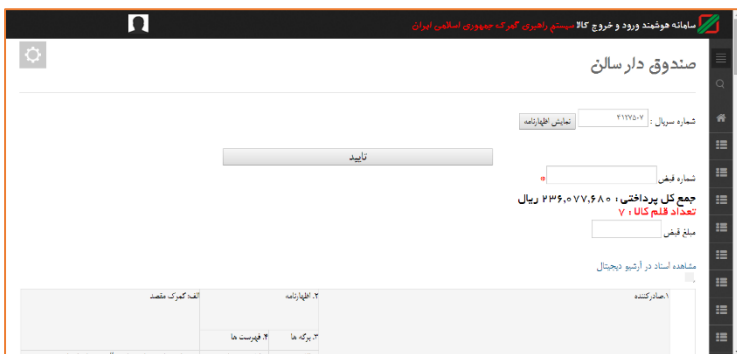 سامانه هوشمند ورود و خروج کالا سیستم راهبری گمرک جمهوری اسلامی ایران
صندوق دار سالن
شماره سریال : ۲۱۲۷۵۰۷ نمایش اظهارنامه
تایید
شماره قبض *
جمع کل پرداختی : ۲۳۶,۰۷۷,۶۸۰ ریال
تعداد قلم کالا : ۷
مبلغ قبض
مشاهده اسناد در آرشیو دیجیتال
۱.صادرکننده ۲. اظهارنامه الف: گمرک مقصد
۳. برگه ها ۴. فهرست ها